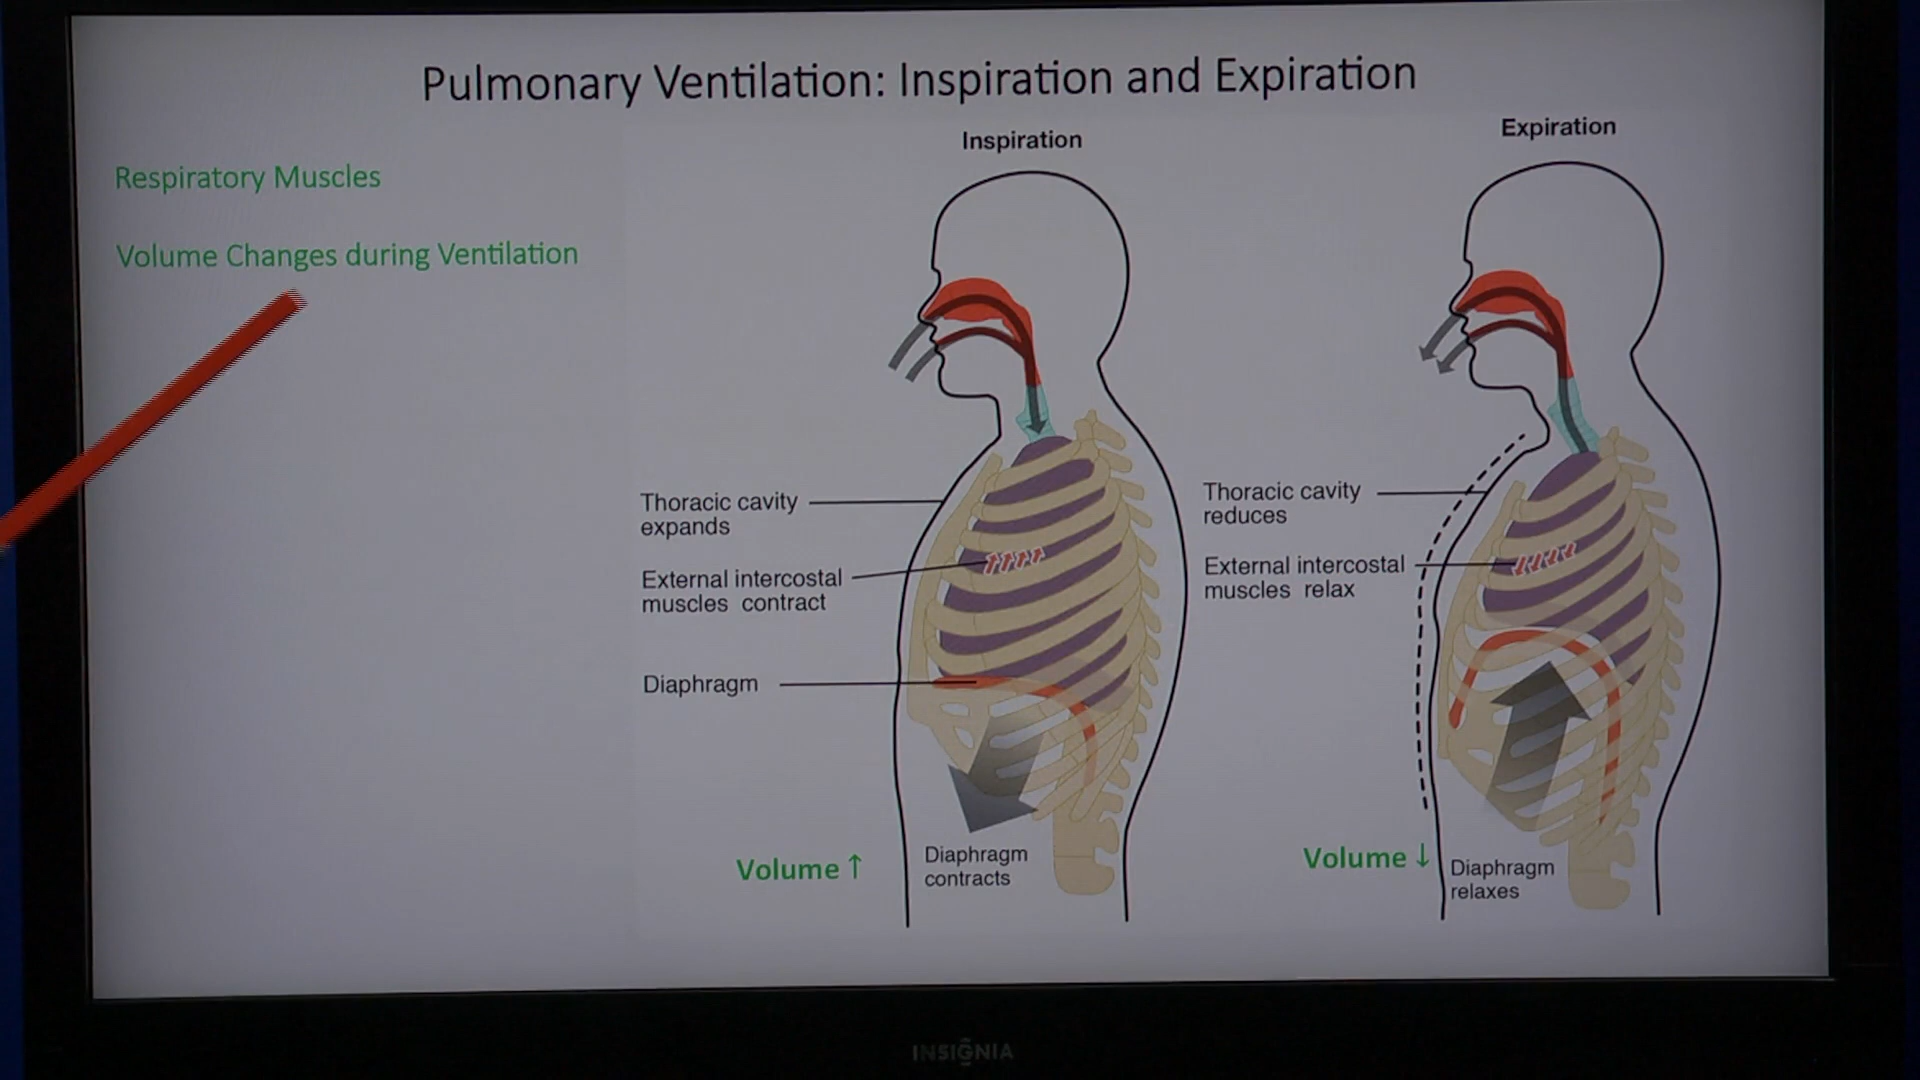 Pulmonary Ventilation: Inspiration and Expiration
Respiratory Muscles
Volume Changes during Ventilation
Inspiration
Thoracic cavity
expands
External intercostal
muscles contract
Diaphragm
Volume ↑
Diaphragm
contracts
Expiration
Thoracic cavity
reduces
External intercostal
muscles relax
Volume ↓
Diaphragm
relaxes
INSIGNIA